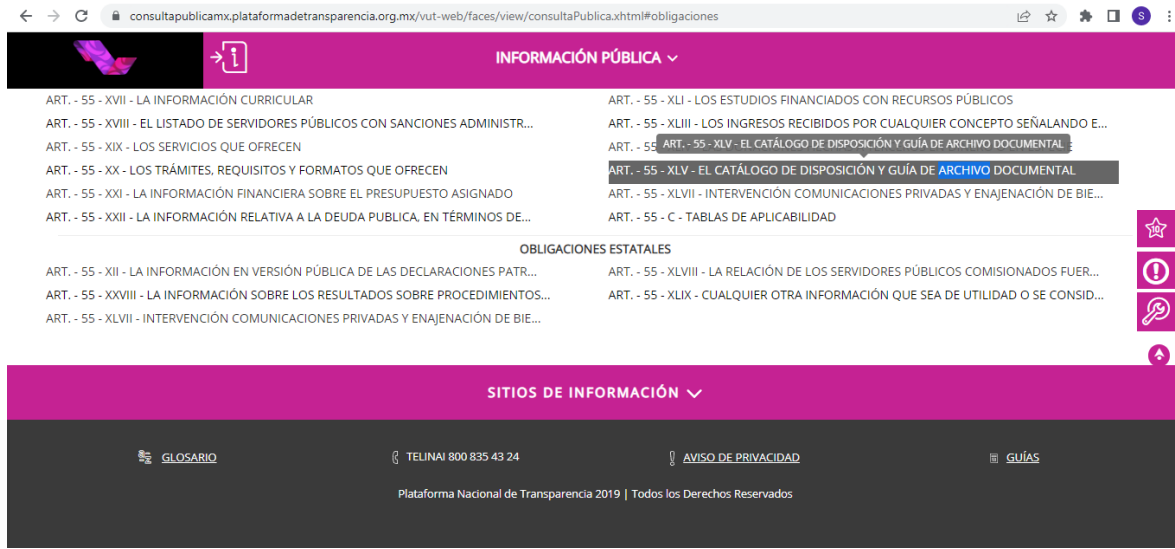 consultapublicamx.plataformadetransparencia.org.mx/vut-web/faces/view/consultaPublica.xhtml#obligaciones
S
INFORMACIÓN PÚBLICA
ART. - 55 - XVII - LA INFORMACIÓN CURRICULAR
ART. - 55 - XVIII - EL LISTADO DE SERVIDORES PÚBLICOS CON SANCIONES ADMINISTR...
ART. - 55 - XIX - LOS SERVICIOS QUE OFRECEN
ART. - 55 - XX - LOS TRÁMITES, REQUISITOS Y FORMATOS QUE OFRECEN
ART. - 55 - XXI - LA INFORMACIÓN FINANCIERA SOBRE EL PRESUPUESTO ASIGNADO
ART. - 55 - XXII - LA INFORMACIÓN RELATIVA A LA DEUDA PUBLICA, EN TÉRMINOS DE...
ART. - 55 - XLI - LOS ESTUDIOS FINANCIADOS CON RECURSOS PÚBLICOS
ART. - 55 - XLIII - LOS INGRESOS RECIBIDOS POR CUALQUIER CONCEPTO SEÑALANDO E...
ART. - 55
ART. - 55 - XLV - EL CATÁLOGO DE DISPOSICIÓN Y GUÍA DE ARCHIVO DOCUMENTAL
ART. - 55 - XLV - EL CATÁLOGO DE DISPOSICIÓN Y GUÍA DE ARCHIVO DOCUMENTAL
ART. - 55 - XLVII - INTERVENCIÓN COMUNICACIONES PRIVADAS Y ENAJENACIÓN DE BIE...
ART. - 55 - C - TABLAS DE APLICABILIDAD
10
OBLIGACIONES ESTATALES
ART. - 55 - XII - LA INFORMACIÓN EN VERSIÓN PÚBLICA DE LAS DECLARACIONES PATR...
ART. - 55 - XXVIII - LA INFORMACIÓN SOBRE LOS RESULTADOS SOBRE PROCEDIMIENTOS...
ART. - 55 - XLVII - INTERVENCIÓN COMUNICACIONES PRIVADAS Y ENAJENACIÓN DE BIE...
ART. - 55 - XLVIII - LA RELACIÓN DE LOS SERVIDORES PÚBLICOS COMISIONADOS FUER...
ART. - 55 - XLIX - CUALQUIER OTRA INFORMACIÓN QUE SEA DE UTILIDAD O SE CONSID...
SITIOS DE INFORMACIÓN
GLOSARIO
TELINAI 800 835 43 24
AVISO DE PRIVACIDAD
GUÍAS
Plataforma Nacional de Transparencia 2019 | Todos los Derechos Reservados